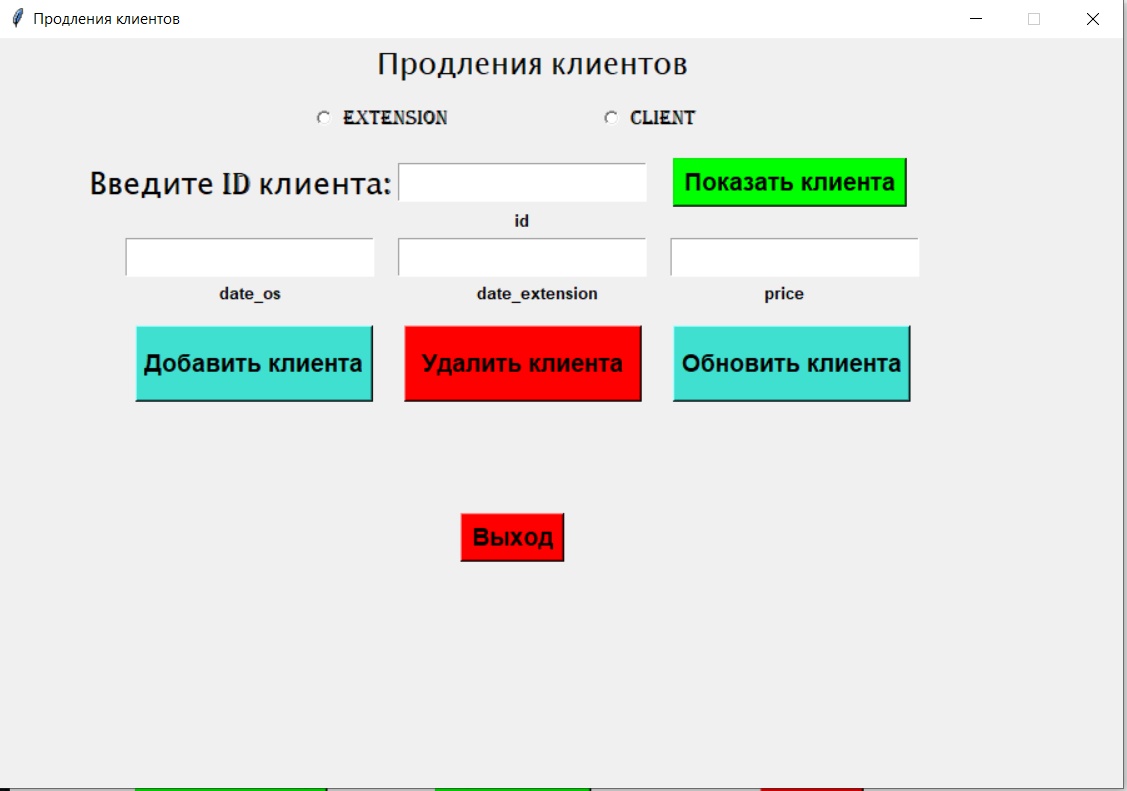 Продления клиентов
Продления клиентов
EXTENSION CLIENT
Введите ID клиента: Показать клиента
id
date_os date_extension price
Добавить клиента Удалить клиента Обновить клиента
Выход